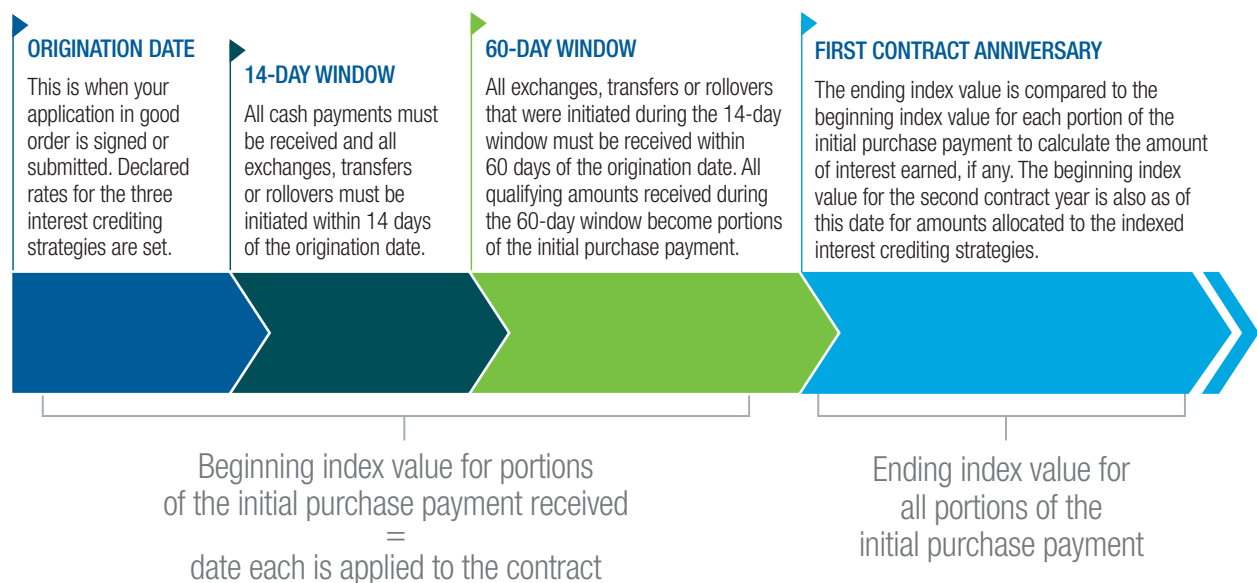 ORIGINATION DATE
This is when your
application in good
order is signed or
submitted. Declared
rates for the three
interest crediting
strategies are set.
14-DAY WINDOW
All cash payments must
be received and all
exchanges, transfers
or rollovers must be
initiated within 14 days
of the origination date.
60-DAY WINDOW
All exchanges, transfers or rollovers
that were initiated during the 14-day
window must be received within
60 days of the origination date. All
qualifying amounts received during
the 60-day window become portions
of the initial purchase payment.
FIRST CONTRACT ANNIVERSARY
The ending index value is compared to the
beginning index value for each portion of the
initial purchase payment to calculate the amount
of interest earned, if any. The beginning index
value for the second contract year is also as of
this date for amounts allocated to the indexed
interest crediting strategies.
Beginning index value for portions
of the initial purchase payment received
=
date each is applied to the contract
Ending index value for
all portions of the
initial purchase payment